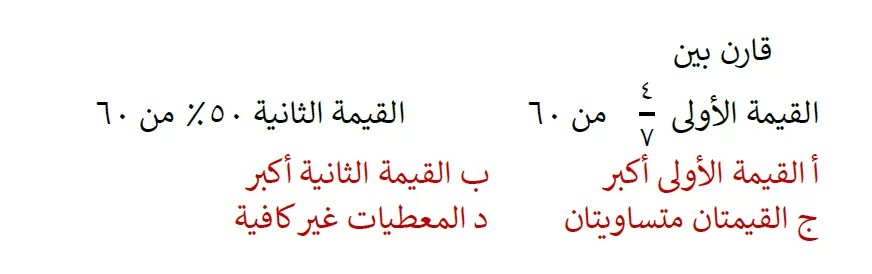 قارن بين
القيمة الأولى ٤/٧ من ٦٠ القيمة الثانية ٥٠٪ من ٦٠
أ القيمة الأولى أكبر ب القيمة الثانية أكبر
ج القيمتان متساويتان د المعطيات غير كافية